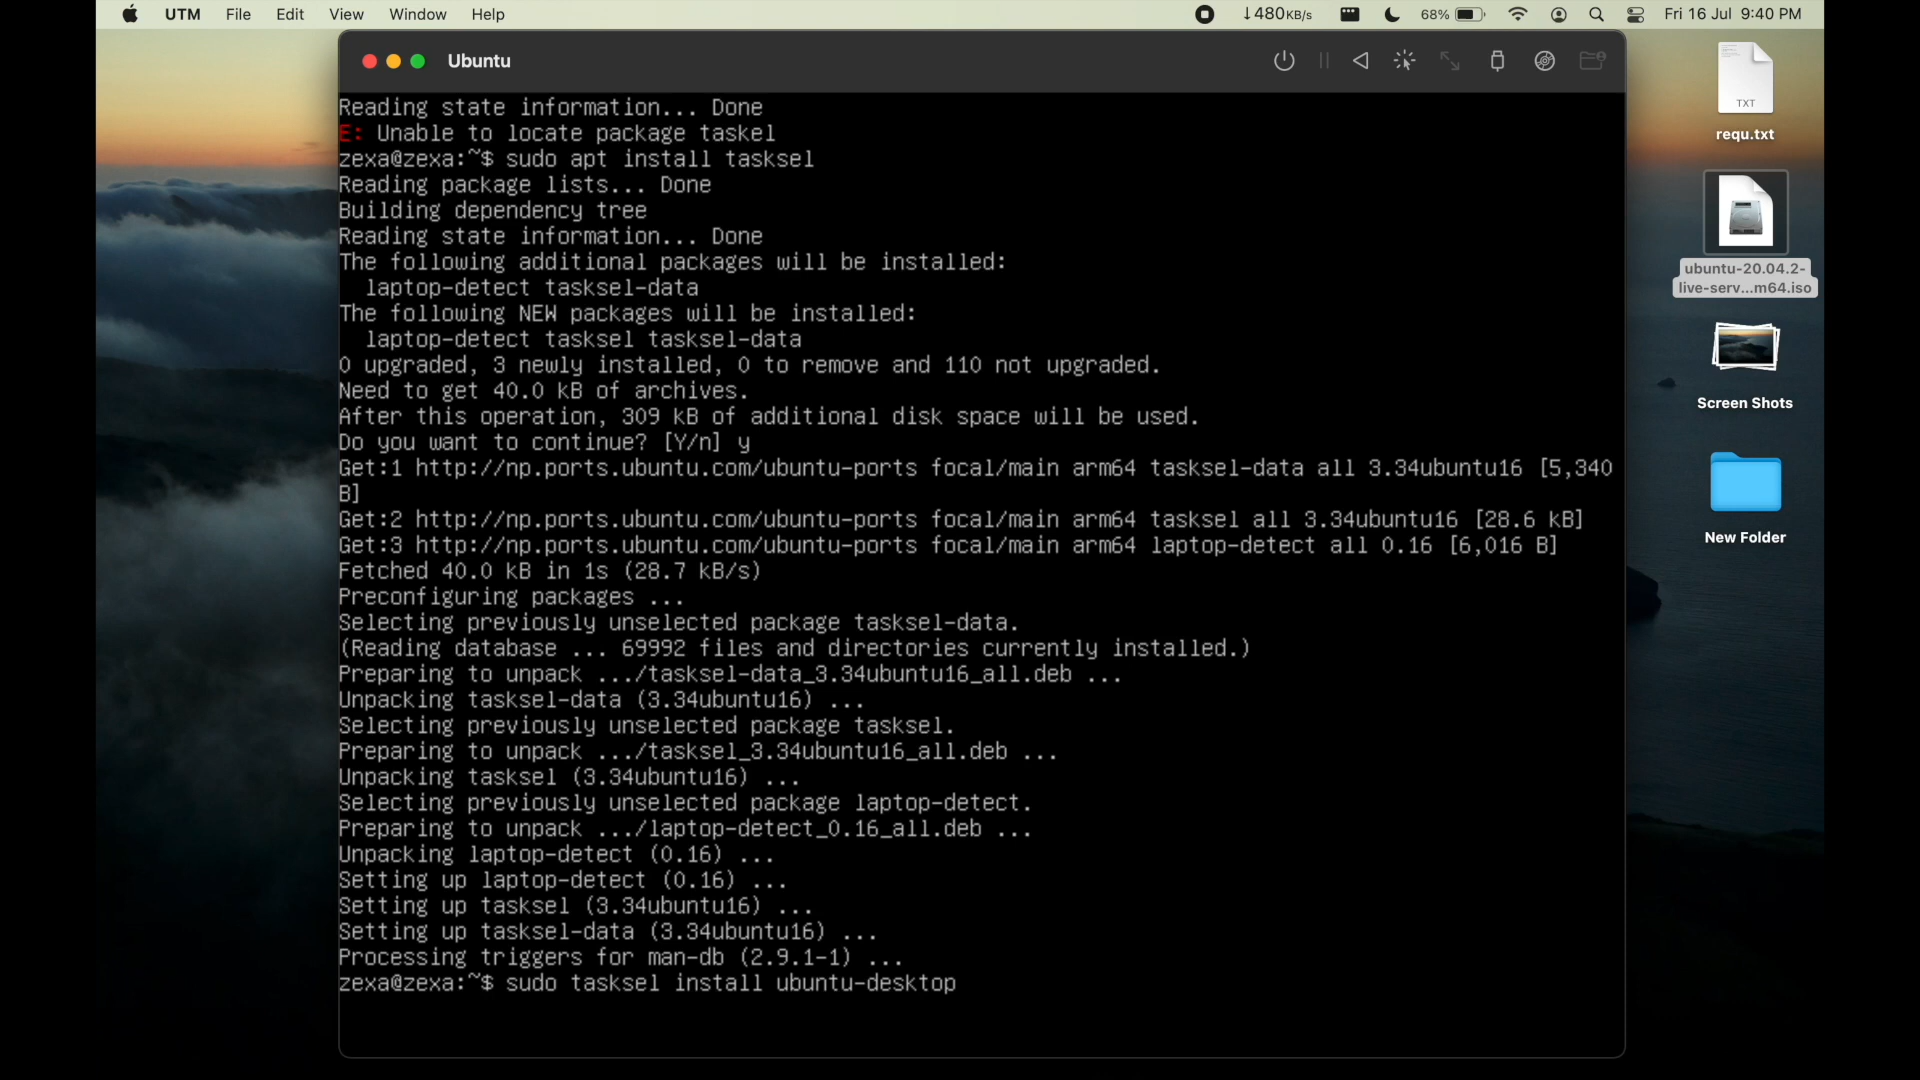 UTM File Edit View Window Help ↓480KB/s 68% Fri 16 Jul 9:40 PM
Ubuntu
Reading state information... Done
E: Unable to locate package taskel
zexa@zexa:~$ sudo apt install tasksel
Reading package lists... Done
Building dependency tree
Reading state information... Done
The following additional packages will be installed:
laptop-detect tasksel-data
The following NEW packages will be installed:
laptop-detect tasksel tasksel-data
0 upgraded, 3 newly installed, 0 to remove and 110 not upgraded.
Need to get 40.0 kB of archives.
After this operation, 309 kB of additional disk space will be used.
Do you want to continue? [Y/n] y
Get:1 http://np.ports.ubuntu.com/ubuntu-ports focal/main arm64 tasksel-data all 3.34ubuntu16 [5,340
B]
Get:2 http://np.ports.ubuntu.com/ubuntu-ports focal/main arm64 tasksel all 3.34ubuntu16 [28.6 kB]
Get:3 http://np.ports.ubuntu.com/ubuntu-ports focal/main arm64 laptop-detect all 0.16 [6,016 B]
Fetched 40.0 kB in 1s (28.7 kB/s)
Preconfiguring packages ...
Selecting previously unselected package tasksel-data.
(Reading database ... 69992 files and directories currently installed.)
Preparing to unpack .../tasksel-data_3.34ubuntu16_all.deb ...
Unpacking tasksel-data (3.34ubuntu16) ...
Selecting previously unselected package tasksel.
Preparing to unpack .../tasksel_3.34ubuntu16_all.deb ...
Unpacking tasksel (3.34ubuntu16) ...
Selecting previously unselected package laptop-detect.
Preparing to unpack .../laptop-detect_0.16_all.deb ...
Unpacking laptop-detect (0.16) ...
Setting up laptop-detect (0.16) ...
Setting up tasksel (3.34ubuntu16) ...
Setting up tasksel-data (3.34ubuntu16) ...
Processing triggers for man-db (2.9.1-1) ...
zexa@zexa:~$ sudo tasksel install ubuntu-desktop
TXT
requ.txt
ubuntu-20.04.2-
live-serv...m64.iso
Screen Shots
New Folder